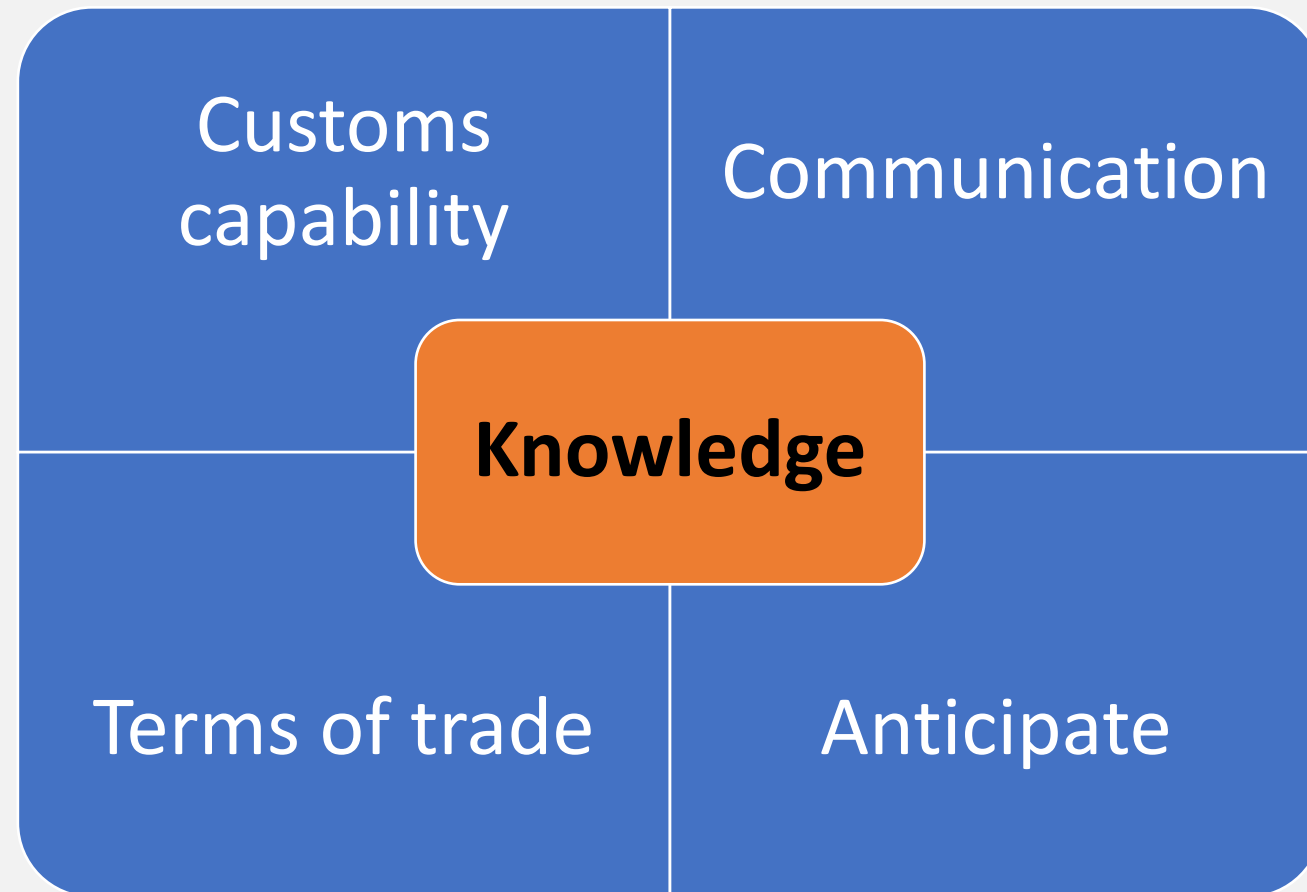 Customs
capability
Communication
Knowledge
Terms of trade
Anticipate